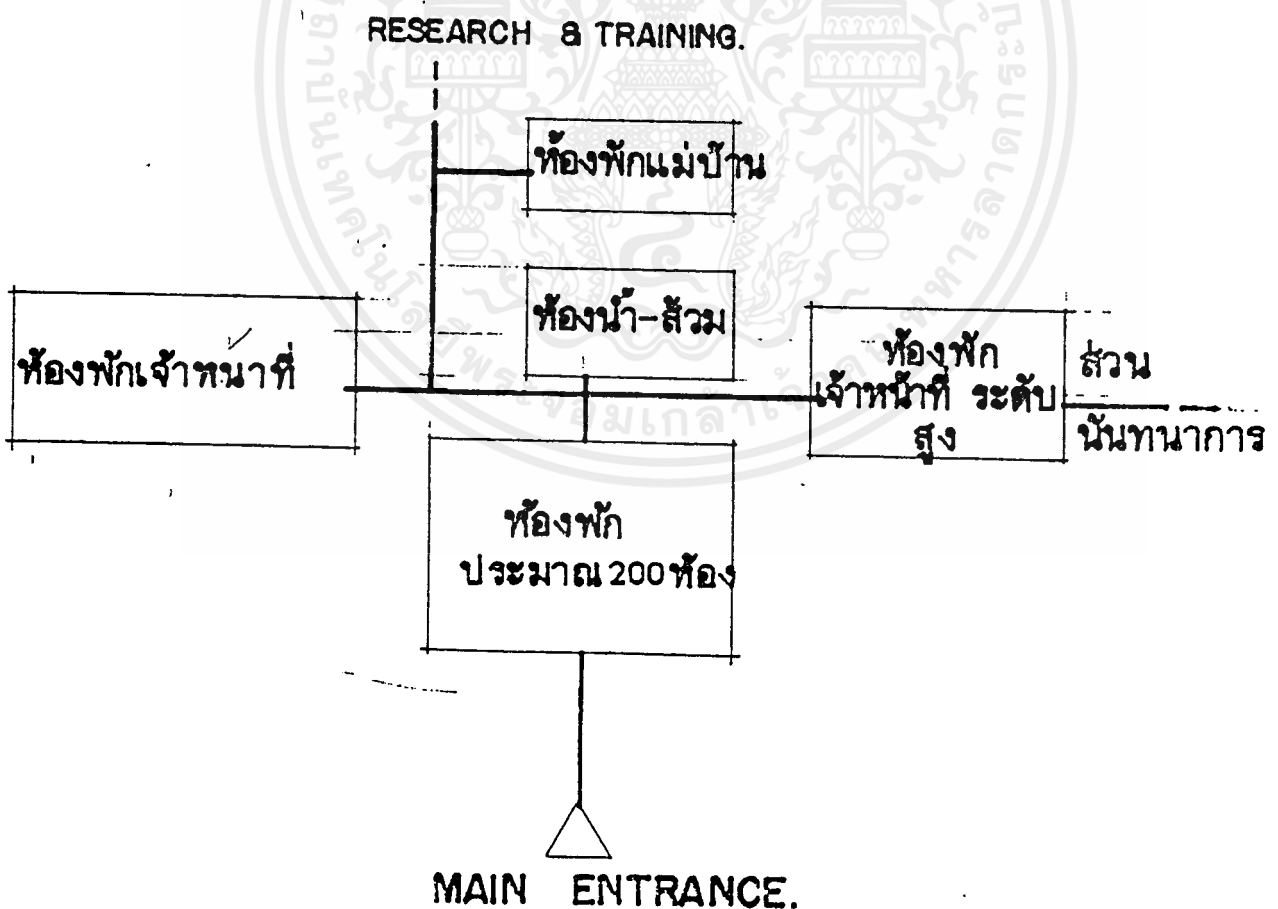 RESEARCH & TRAINING.
ห้องพักแม่บ้าน
ห้องน้ำ-ส้วม
ห้องพักเจ้าหนาที่
ห้องพัก
เจ้าหน้าที่ ระดับ
สูง
ส่วน
นันทนาการ
ห้องพัก
ประมาณ 200 ห้อง
MAIN ENTRANCE.